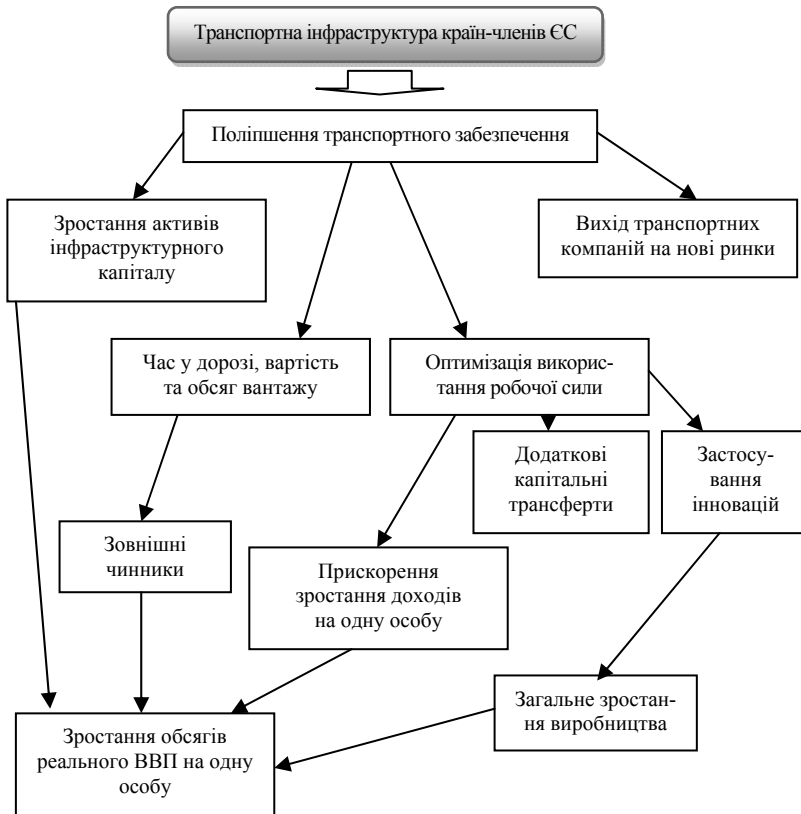 Транспортна інфраструктура країн-членів ЄС
Поліпшення транспортного забезпечення
Зростання активів
інфраструктурного
капіталу
Вихід транспортних
компаній на нові ринки
Час у дорозі, вартість
та обсяг вантажу
Оптимізація викорис-
тання робочої сили
Додаткові
капітальні
трансферти
Застосу-
вання
інновацій
Зовнішні
чинники
Прискорення
зростання доходів
на одну особу
Загальне зростан-
ня виробництва
Зростання обсягів
реального ВВП на одну
особу